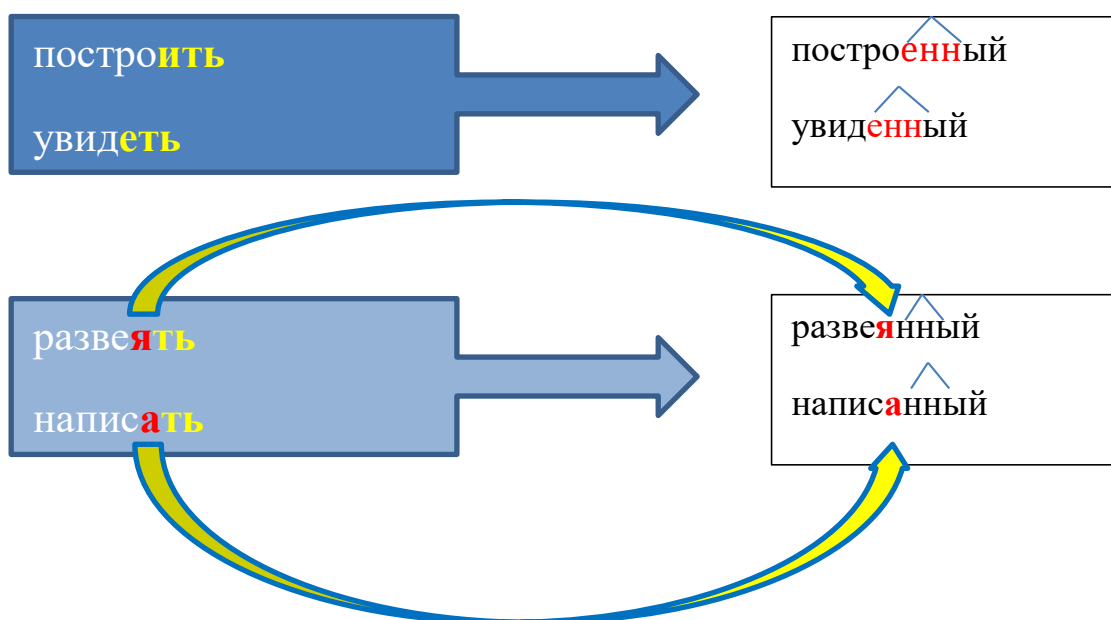 построить
увидеть
построенный
увиденный
развеять
написать
развеянный
написанный